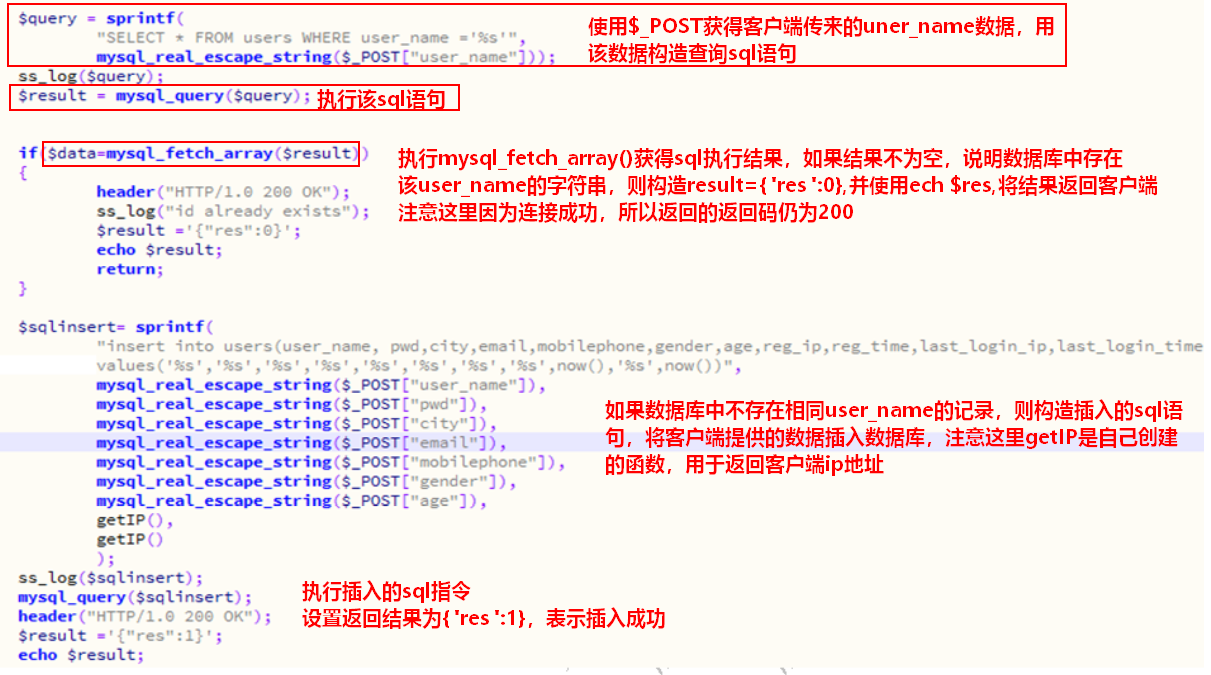 $query = sprintf(
"SELECT * FROM users WHERE user_name ='%s'",
mysql_real_escape_string($_POST["user_name"]));
使用$_POST获得客户端传来的uner_name数据，用
该数据构造查询sql语句
ss_log($query);
$result = mysql_query($query); 执行该sql语句
if($data=mysql_fetch_array($result))
{
header("HTTP/1.0 200 OK");
ss_log("id already exists");
$result ='{"res":0}';
echo $result;
return;
}
执行mysql_fetch_array()获得sql执行结果，如果结果不为空，说明数据库中存在
该user_name的字符串，则构造result={ 'res ':0},并使用ech $res,将结果返回客户端
注意这里因为连接成功，所以返回的返回码仍为200
$sqlinsert= sprintf(
"insert into users(user_name, pwd,city,email,mobilephone,gender,age,reg_ip,reg_time,last_login_ip,last_login_time
values('%s','%s','%s','%s','%s','%s','%s','%s',now(),'%s',now())",
mysql_real_escape_string($_POST["user_name"]),
mysql_real_escape_string($_POST["pwd"]),
mysql_real_escape_string($_POST["city"]),
mysql_real_escape_string($_POST["email"]),
mysql_real_escape_string($_POST["mobilephone"]),
mysql_real_escape_string($_POST["gender"]),
mysql_real_escape_string($_POST["age"]),
getIP(),
getIP()
);
如果数据库中不存在相同user_name的记录，则构造插入的sql语
句，将客户端提供的数据插入数据库，注意这里getIP是自己创建
的函数，用于返回客户端ip地址
ss_log($sqlinsert);
mysql_query($sqlinsert);
header("HTTP/1.0 200 OK");
$result ='{"res":1}';
echo $result;
执行插入的sql指令
设置返回结果为{ 'res ':1}，表示插入成功